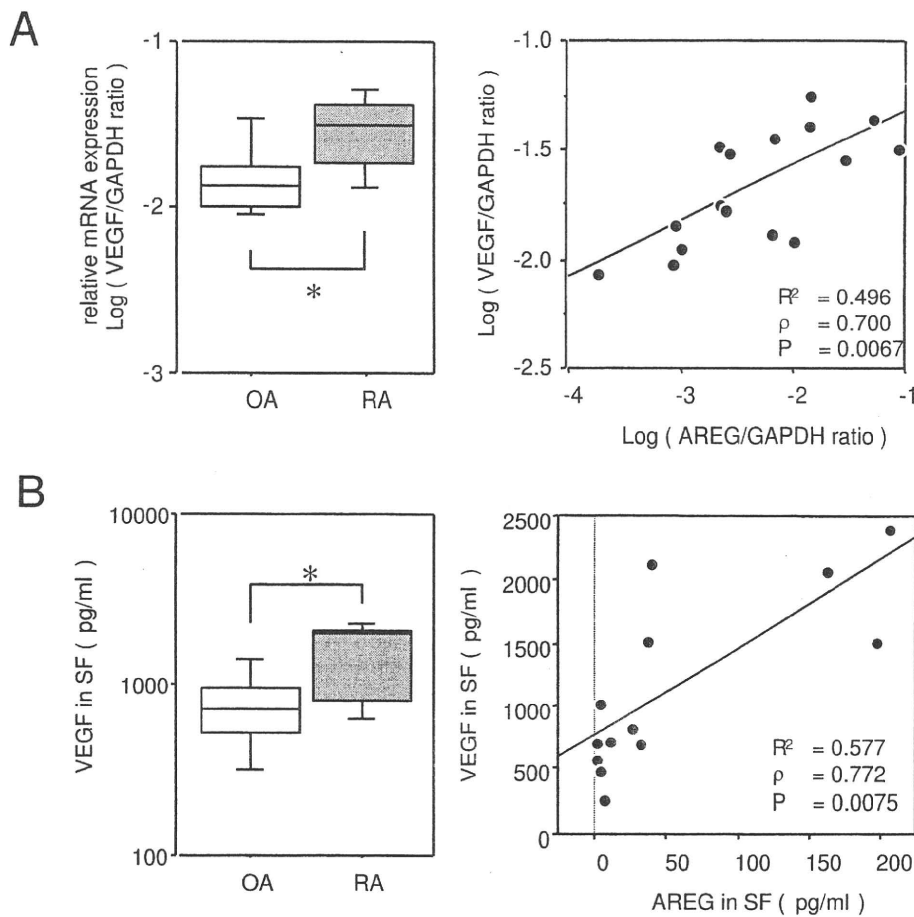 A
relative mRNA expression
Log ( VEGF/GAPDH ratio )
-1
-2
-3
*
OA
RA
Log ( VEGF/GAPDH ratio )
-1.0
-1.5
-2.0
-2.5
R² = 0.496
ρ = 0.700
P = 0.0067
-4
-3
-2
-1
Log ( AREG/GAPDH ratio )
B
VEGF in SF ( pg/ml )
10000
1000
100
*
OA
RA
VEGF in SF ( pg/ml )
2500
2000
1500
1000
500
0
R² = 0.577
ρ = 0.772
P = 0.0075
0
50
100
150
200
AREG in SF ( pg/ml )